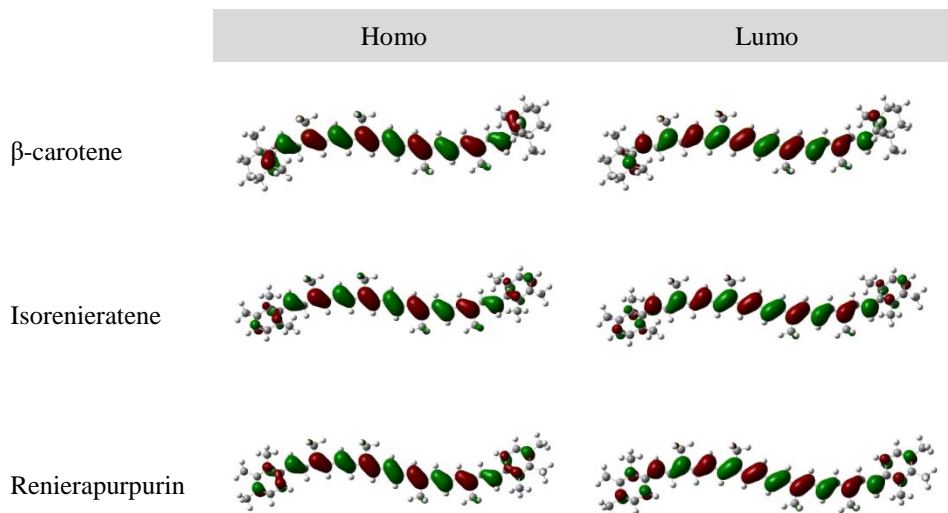 Homo Lumo
β-carotene
Isorenieratene
Renierapurpurin